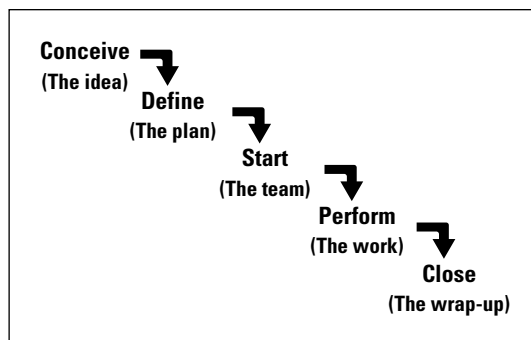 Conceive
(The idea)
Define
(The plan)
Start
(The team)
Perform
(The work)
Close
(The wrap-up)